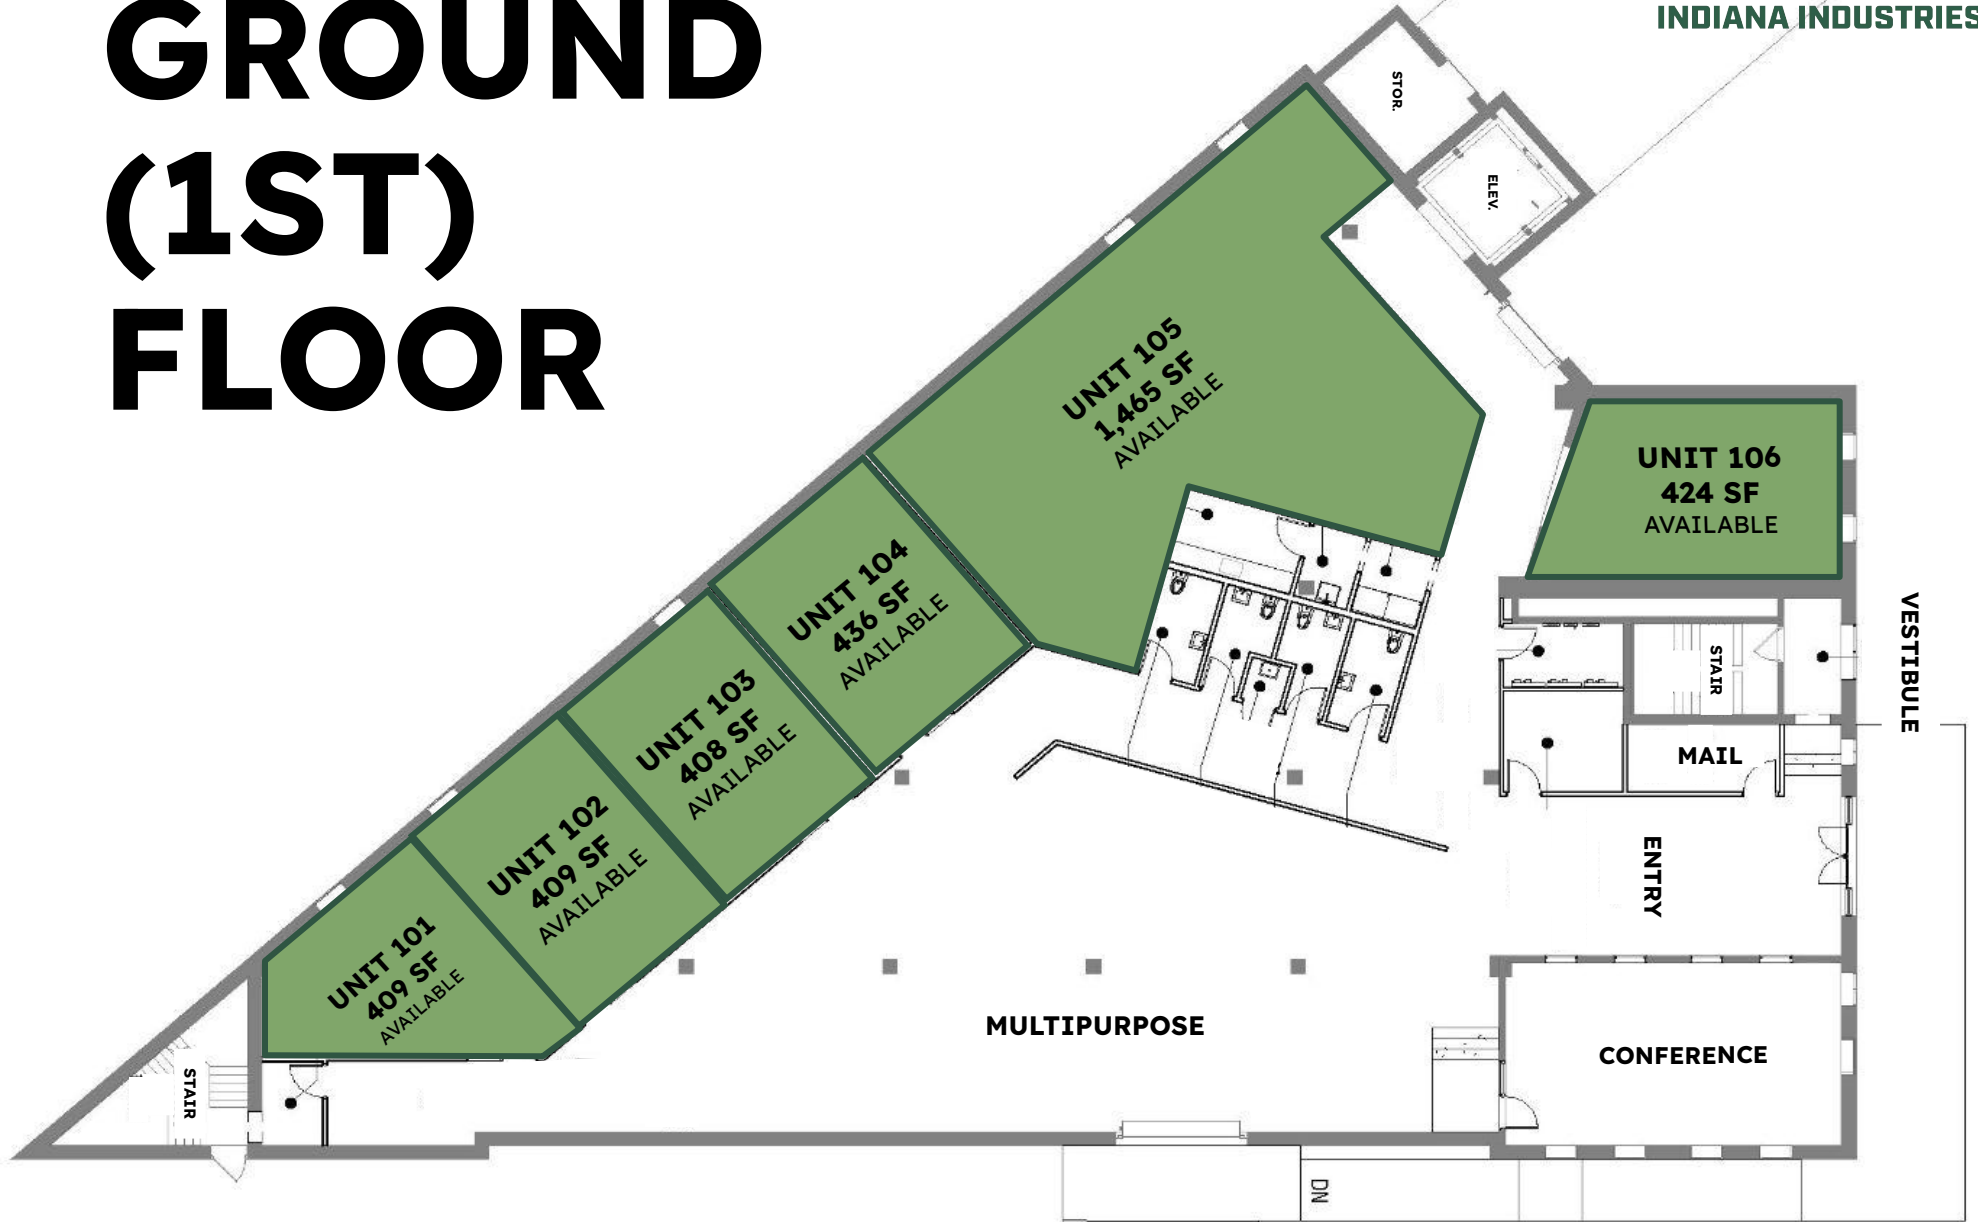 GROUND
(1ST)
FLOOR
INDIANA INDUSTRIES
STOR.
ELEV.
UNIT 105
1,465 SF
AVAILABLE
UNIT 106
424 SF
AVAILABLE
UNIT 104
436 SF
AVAILABLE
UNIT 103
408 SF
AVAILABLE
UNIT 102
409 SF
AVAILABLE
UNIT 101
409 SF
AVAILABLE
VESTIBULE
STAIR
MAIL
ENTRY
MULTIPURPOSE
CONFERENCE
STAIR
DN